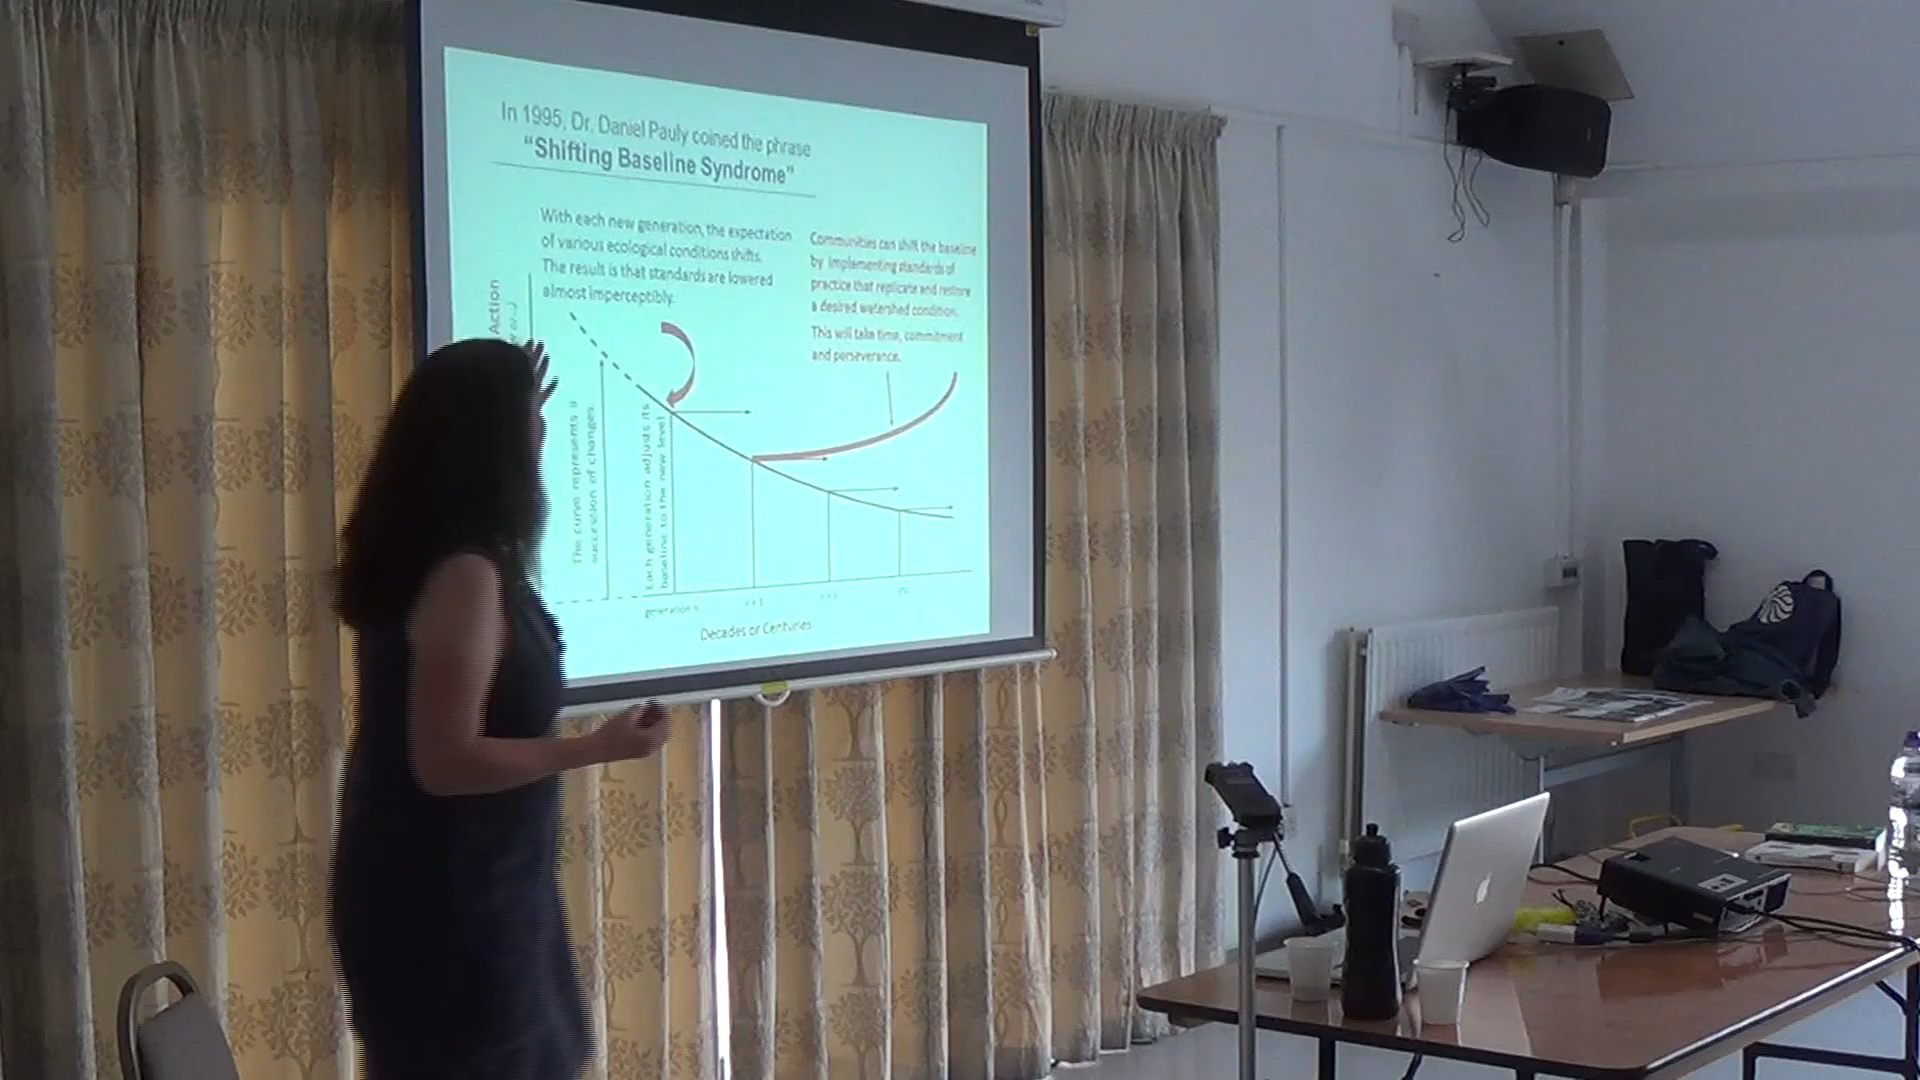 In 1995, Dr. Daniel Pauly coined the phrase
"Shifting Baseline Syndrome"
With each new generation, the expectation
of various ecological conditions shifts.
The result is that standards are lowered
almost imperceptibly.
Communities can shift the baseline
by implementing standards of
practice that replicate and restore
a desired watershed condition.
This will take time, commitment
and perseverance.
Action
The curve represents a
succession of changes.
Each generation adjusts its
baseline to the new level
generation
Decades or Centuries